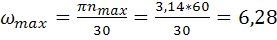 ω_max = πn_max/30 = 3,14*60/30 = 6,28